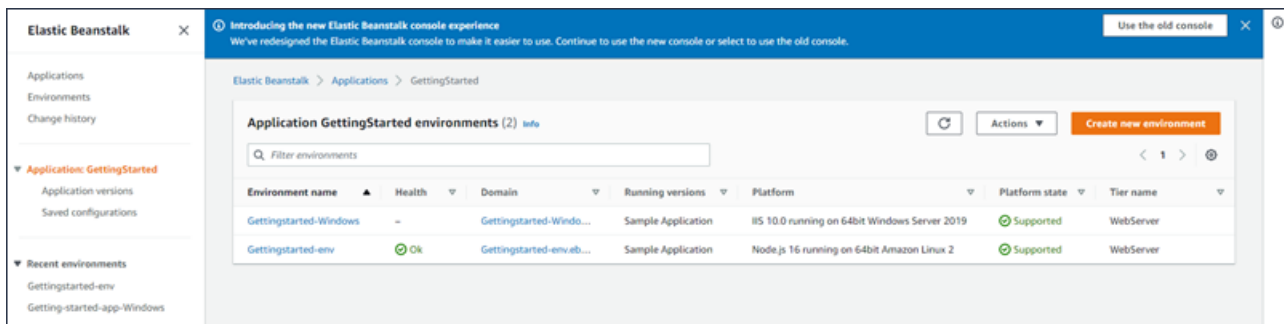 Elastic Beanstalk
Applications
Environments
Change history
Application: GettingStarted
Application versions
Saved configurations
Recent environments
Gettingstarted-env
Getting-started-app-Windows
Introducing the new Elastic Beanstalk console experience
We've redesigned the Elastic Beanstalk console to make it easier to use. Continue to use the new console or select to use the old console.
Use the old console
Elastic Beanstalk > Applications > GettingStarted
Application GettingStarted environments (2) Info
Actions
Create new environment
Filter environments
< 1 >
Environment name Health Domain Running versions Platform Platform state Tier name
Gettingstarted-Windows – Gettingstarted-Windo... Sample Application IIS 10.0 running on 64bit Windows Server 2019 Supported WebServer
Gettingstarted-env Ok Gettingstarted-env.eb... Sample Application Node.js 16 running on 64bit Amazon Linux 2 Supported WebServer